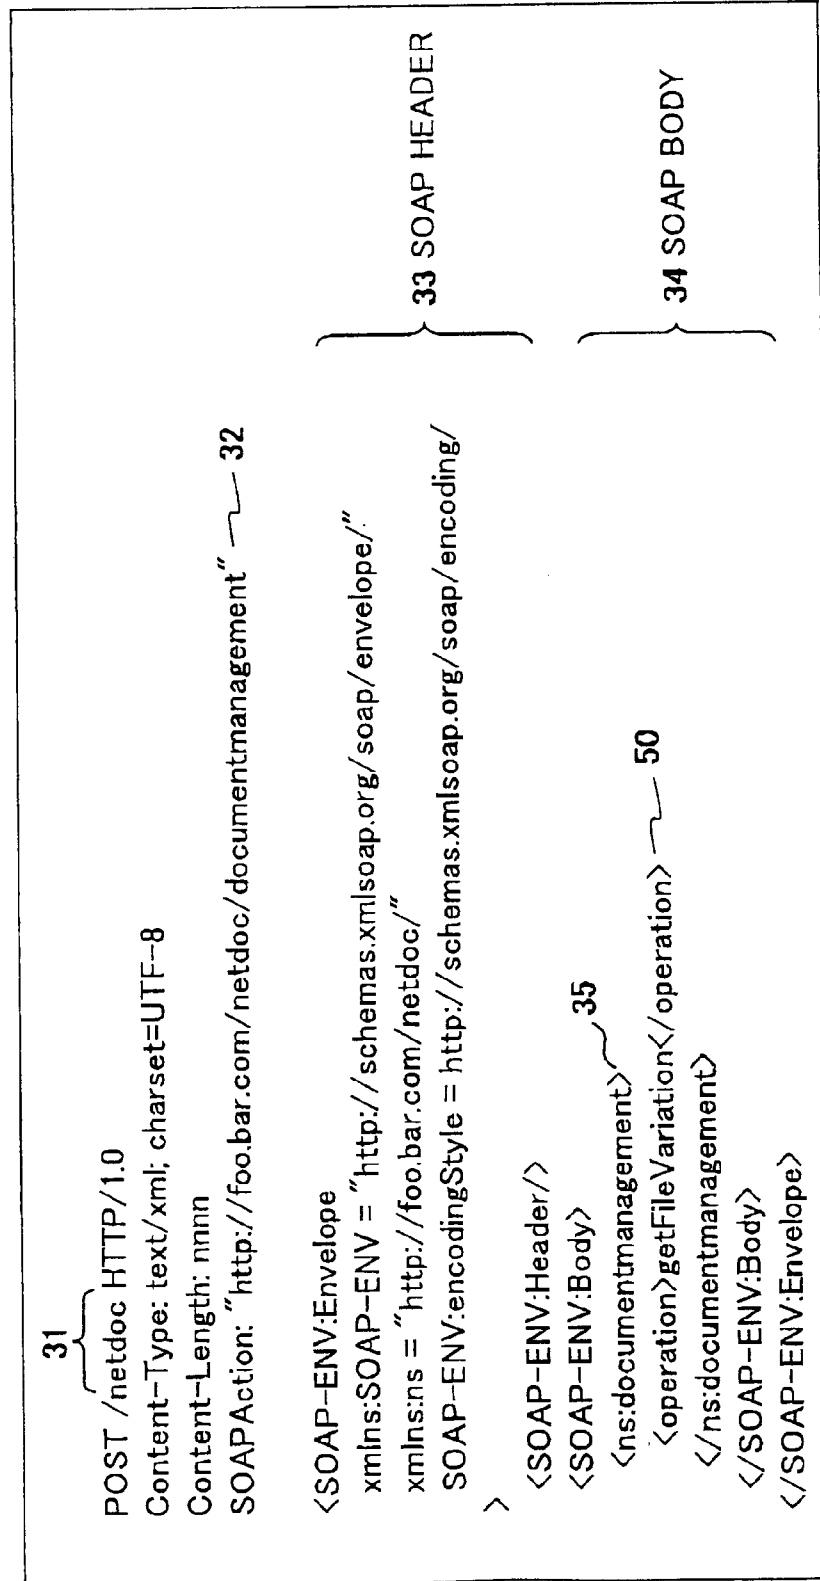 31
POST /netdoc HTTP/1.0
Content-Type: text/xml; charset=UTF-8
Content-Length: nnnn
SOAPAction: "http://foo.bar.com/netdoc/documentmanagement" 32
<SOAP-ENV:Envelope
xmlns:SOAP-ENV = "http://schemas.xmlsoap.org/soap/envelope/"
xmlns:ns = "http://foo.bar.com/netdoc/"
SOAP-ENV:encodingStyle = http://schemas.xmlsoap.org/soap/encoding/
>
33 SOAP HEADER
<SOAP-ENV:Header/>
<SOAP-ENV:Body>
<ns:documentmanagement> 35
<operation>getFileVariation</operation> 50
</ns:documentmanagement>
</SOAP-ENV:Body>
</SOAP-ENV:Envelope>
34 SOAP BODY